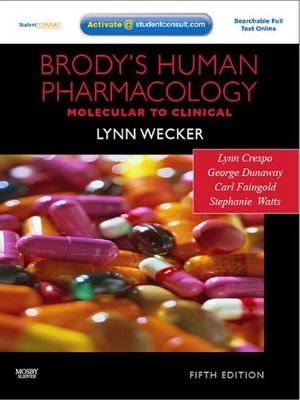 Student CONSULT
Activate @ studentconsult.com
Searchable Full
Text Online
BRODY'S HUMAN
PHARMACOLOGY
MOLECULAR TO CLINICAL
LYNN WECKER
Lynn Crespo
George Dunaway
Carl Faingold
Stephanie Watts
MOSBY
ELSEVIER
FIFTH EDITION